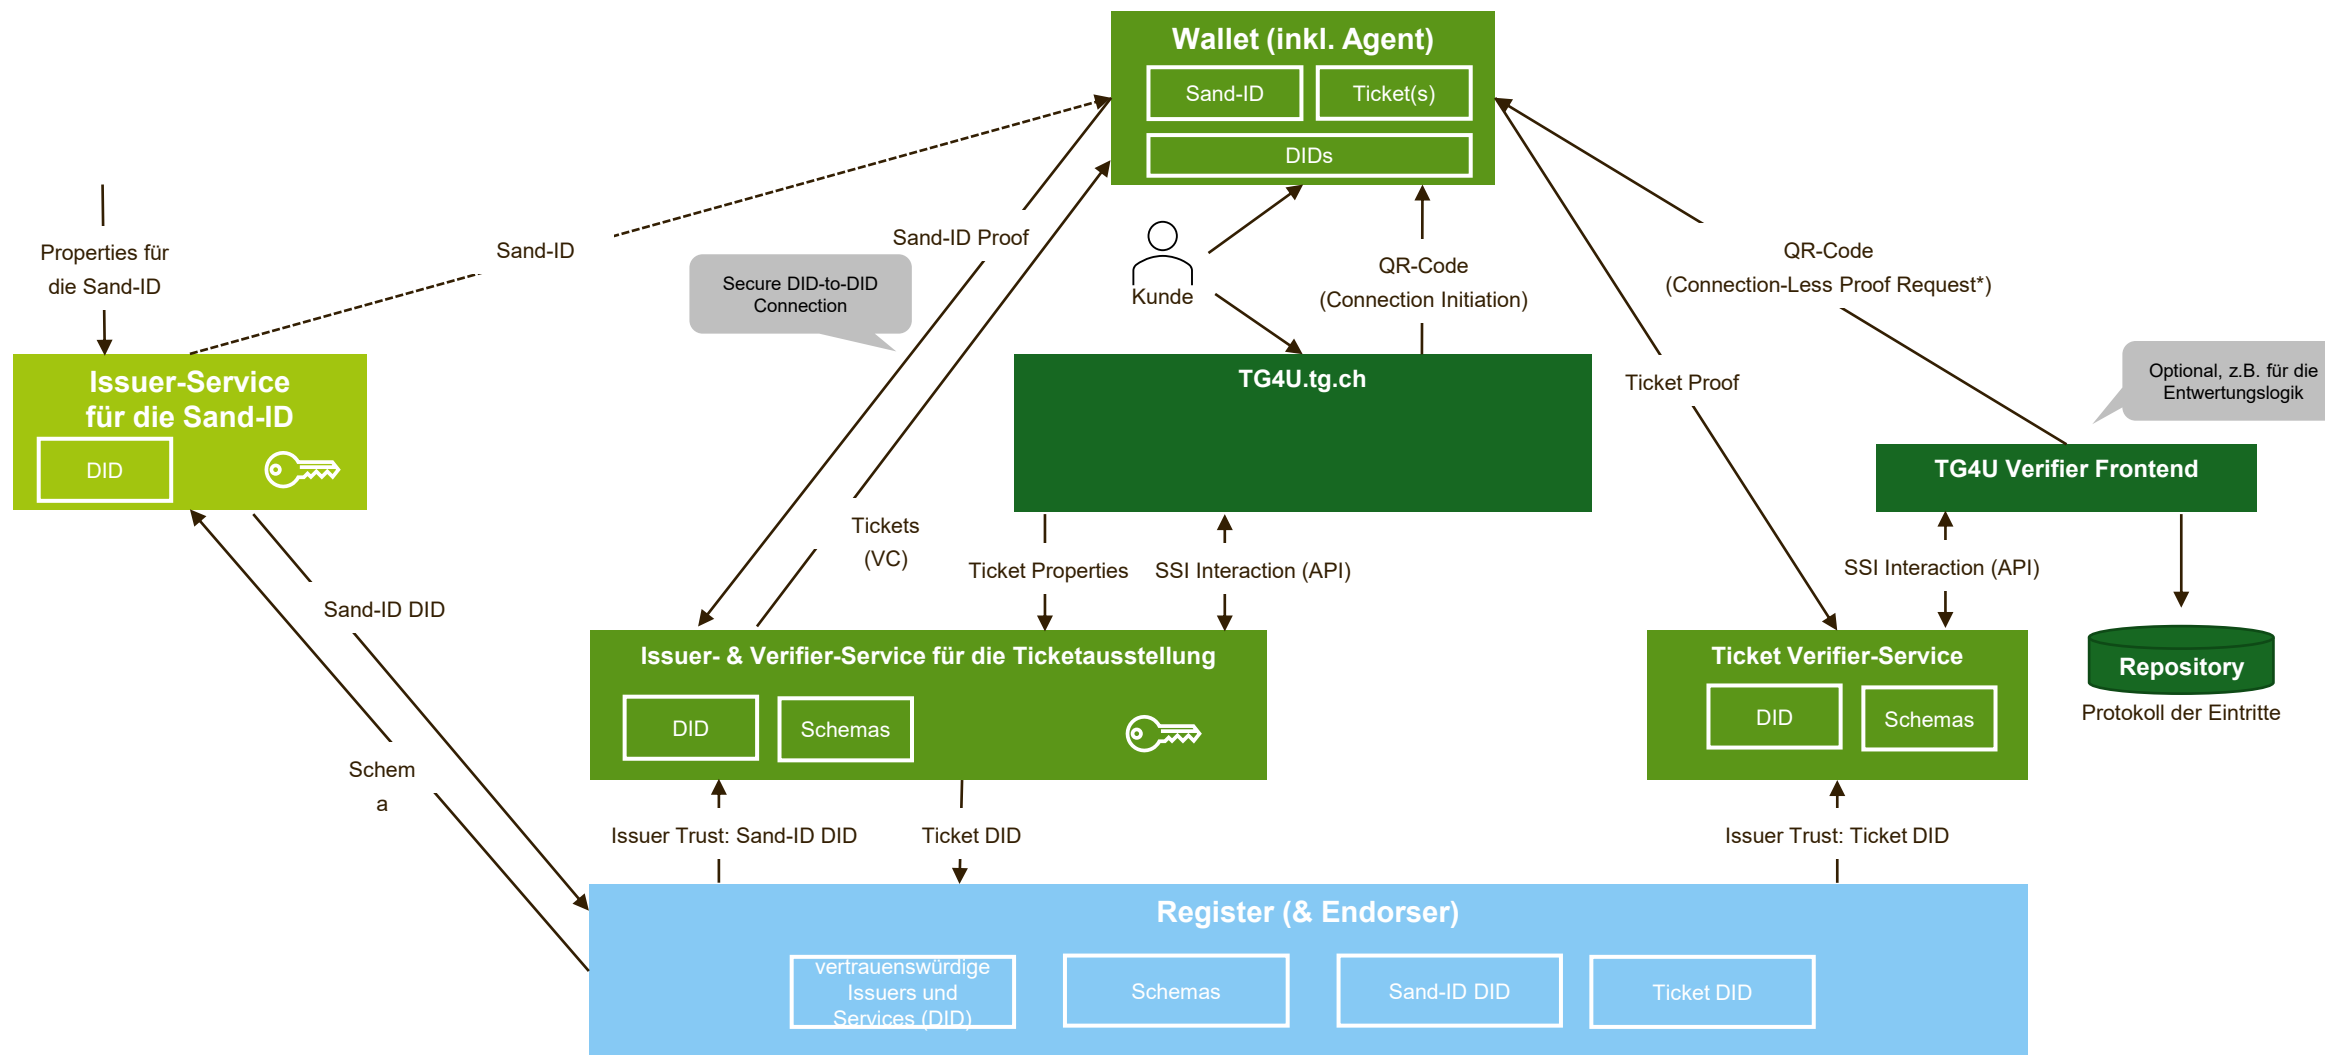 Wallet (inkl. Agent)
Sand-ID
Ticket(s)
DIDs
Properties für
die Sand-ID
Sand-ID
Sand-ID Proof
Secure DID-to-DID
Connection
Kunde
QR-Code
(Connection Initiation)
QR-Code
(Connection-Less Proof Request*)
Ticket Proof
Optional, z.B. für die
Entwertungslogik
Issuer-Service
für die Sand-ID
DID
TG4U.tg.ch
TG4U Verifier Frontend
Tickets
(VC)
Ticket Properties
SSI Interaction (API)
SSI Interaction (API)
Sand-ID DID
Issuer- & Verifier-Service für die Ticketausstellung
DID
Schemas
Ticket Verifier-Service
DID
Schemas
Repository
Protokoll der Eintritte
Schem
a
Issuer Trust: Sand-ID DID
Ticket DID
Issuer Trust: Ticket DID
Register (& Endorser)
vertrauenswürdige
Issuers und
Services (DID)
Schemas
Sand-ID DID
Ticket DID